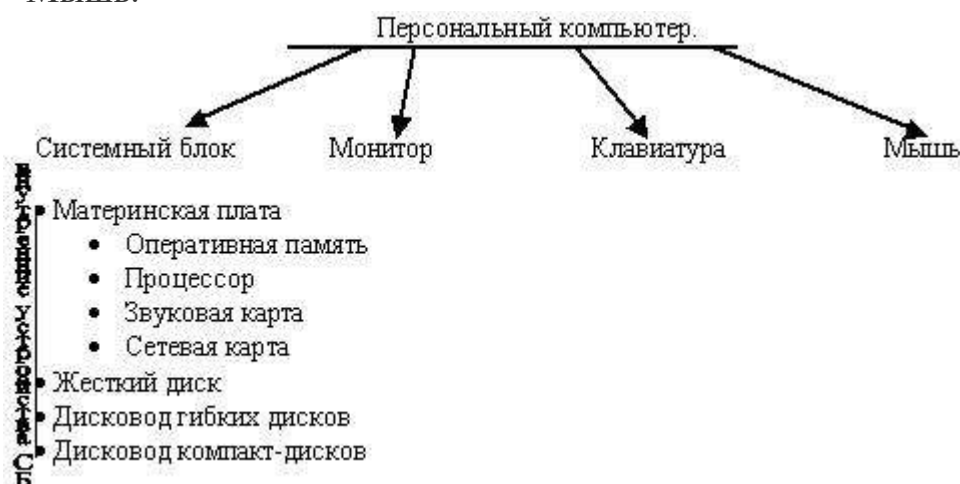 Персональный компьютер.
Системный блок Монитор Клавиатура Мышь
• Материнская плата
• Оперативная память
• Процессор
• Звуковая карта
• Сетевая карта
• Жесткий диск
• Дисковод гибких дисков
• Дисковод компакт-дисков